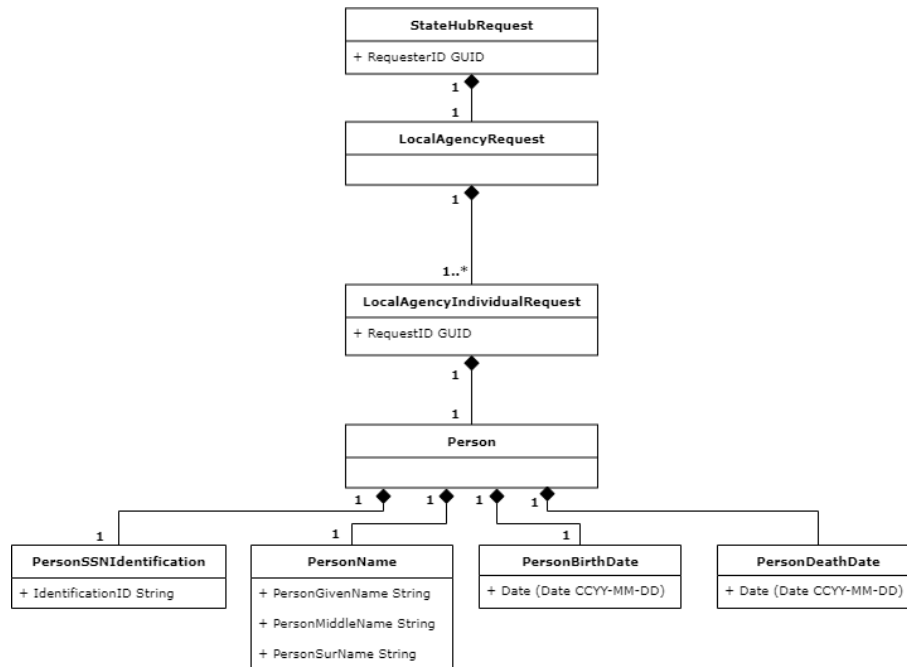 StateHubRequest
+ RequesterID GUID
1
1
LocalAgencyRequest
1
1..*
LocalAgencyIndividualRequest
+ RequestID GUID
1
1
Person
1 1 1 1
1 1 1
PersonSSNIdentification PersonName PersonBirthDate PersonDeathDate
+ IdentificationID String + PersonGivenName String + Date (Date CCYY-MM-DD) + Date (Date CCYY-MM-DD)
+ PersonMiddleName String
+ PersonSurName String